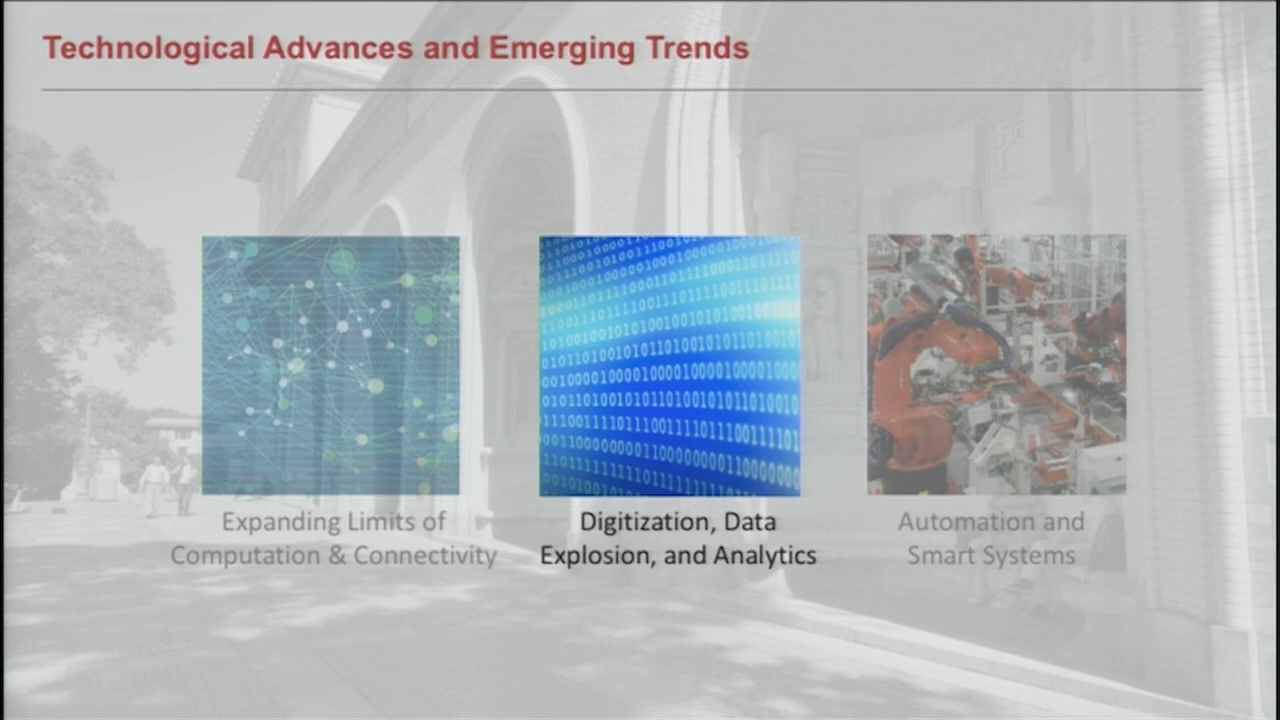 Technological Advances and Emerging Trends
Expanding Limits of
Computation & Connectivity
Digitization, Data
Explosion, and Analytics
Automation and
Smart Systems